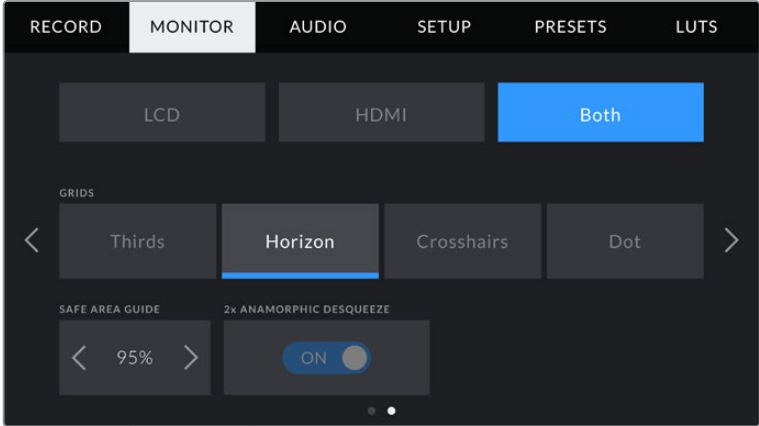 RECORD MONITOR AUDIO SETUP PRESETS LUTS
LCD HDMI Both
GRIDS
Thirds Horizon Crosshairs Dot
SAFE AREA GUIDE 2x ANAMORPHIC DESQUEEZE
95% ON